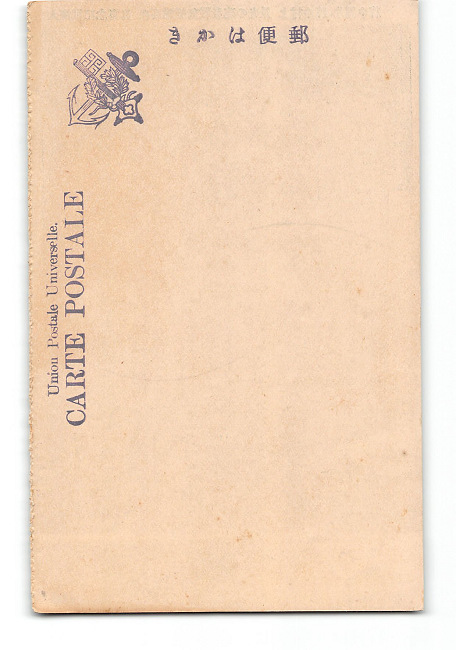 郵便はかき
Union Postale Universelle.
CARTE POSTALE